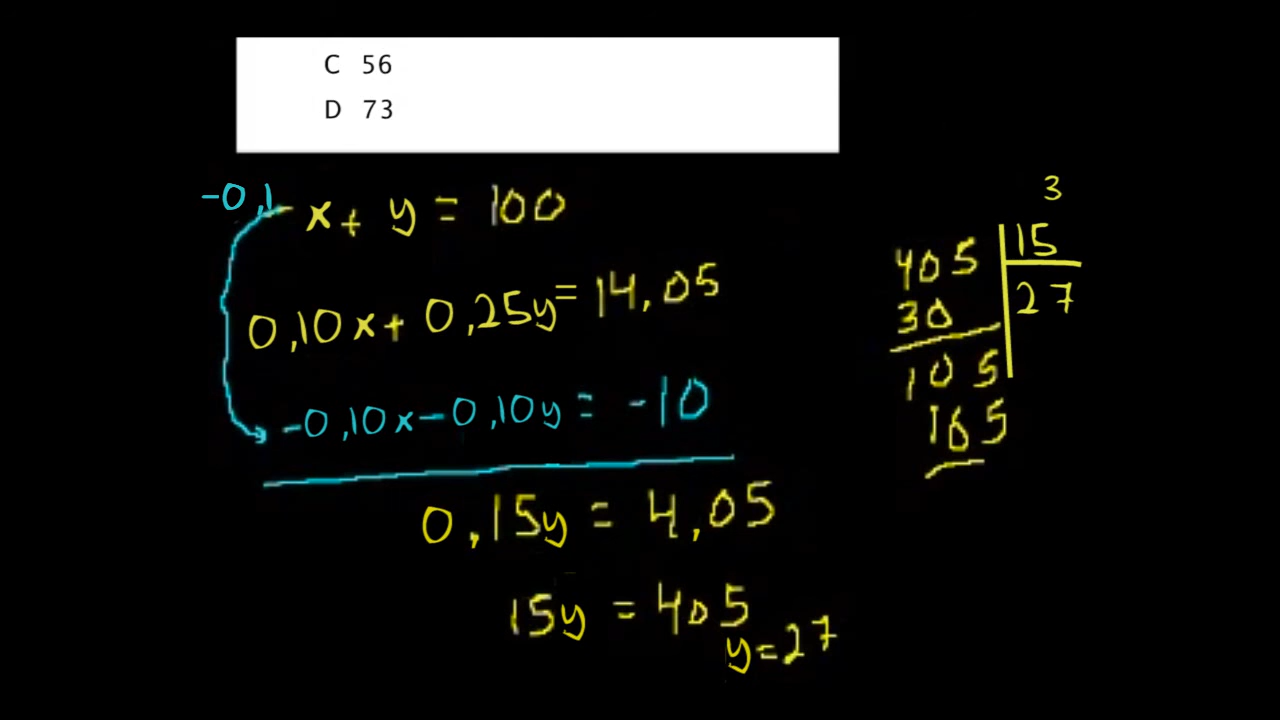 C 56
D 73
-0,1
x+ y = 100
0,10x+ 0,25y=14,05
-0,10x-0,10y = -10
0,15y = 4,05
15y = 405
y=27
3
405 15
30 27
105
105